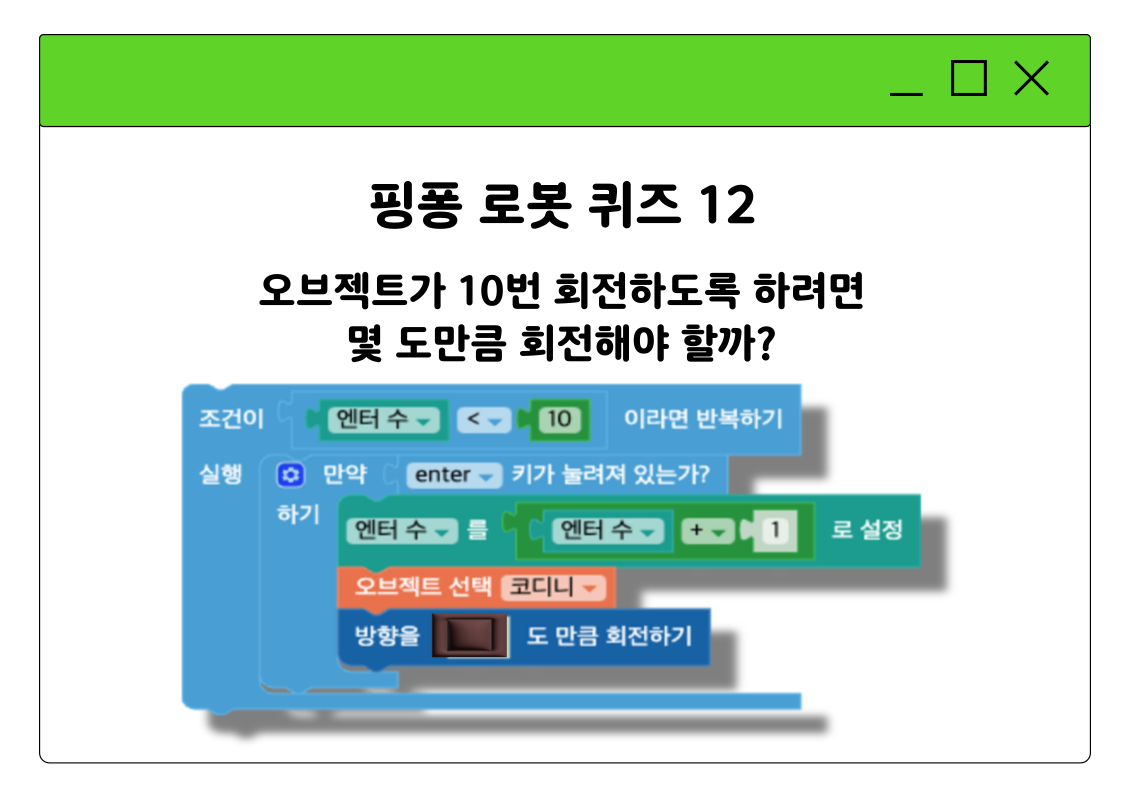 핑퐁 로봇 퀴즈 12
오브젝트가 10번 회전하도록 하려면
몇 도만큼 회전해야 할까?
조건이 엔터 수 < 10 이라면 반복하기
실행 만약 enter 키가 눌려져 있는가?
하기 엔터 수 를 엔터 수 + 1 로 설정
오브젝트 선택 코디니
방향을 도 만큼 회전하기